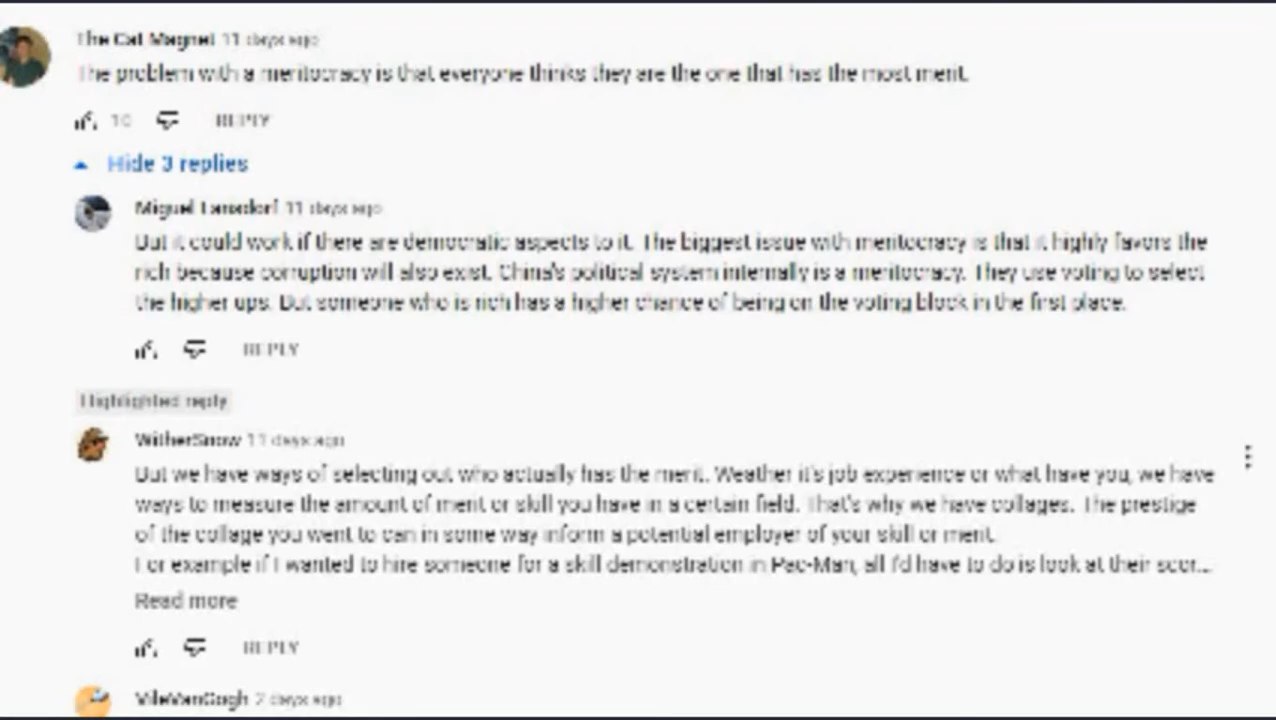 The Cat Magnet 11 days ago
The problem with a meritocracy is that everyone thinks they are the one that has the most merit.
10 REPLY
Hide 3 replies
Miguel Lansdorf 11 days ago
But it could work if there are democratic aspects to it. The biggest issue with meritocracy is that it highly favors the
rich because corruption will also exist. China's political system internally is a meritocracy. They use voting to select
the higher ups. But someone who is rich has a higher chance of being on the voting block in the first place.
REPLY
Highlighted reply
WitherSnow 11 days ago
But we have ways of selecting out who actually has the merit. Weather it's job experience or what have you, we have
ways to measure the amount of merit or skill you have in a certain field. That's why we have collages. The prestige
of the collage you went to can in some way inform a potential employer of your skill or merit.
For example if I wanted to hire someone for a skill demonstration in Pac-Man, all I'd have to do is look at their scor...
Read more
REPLY
VileVanGogh 2 days ago